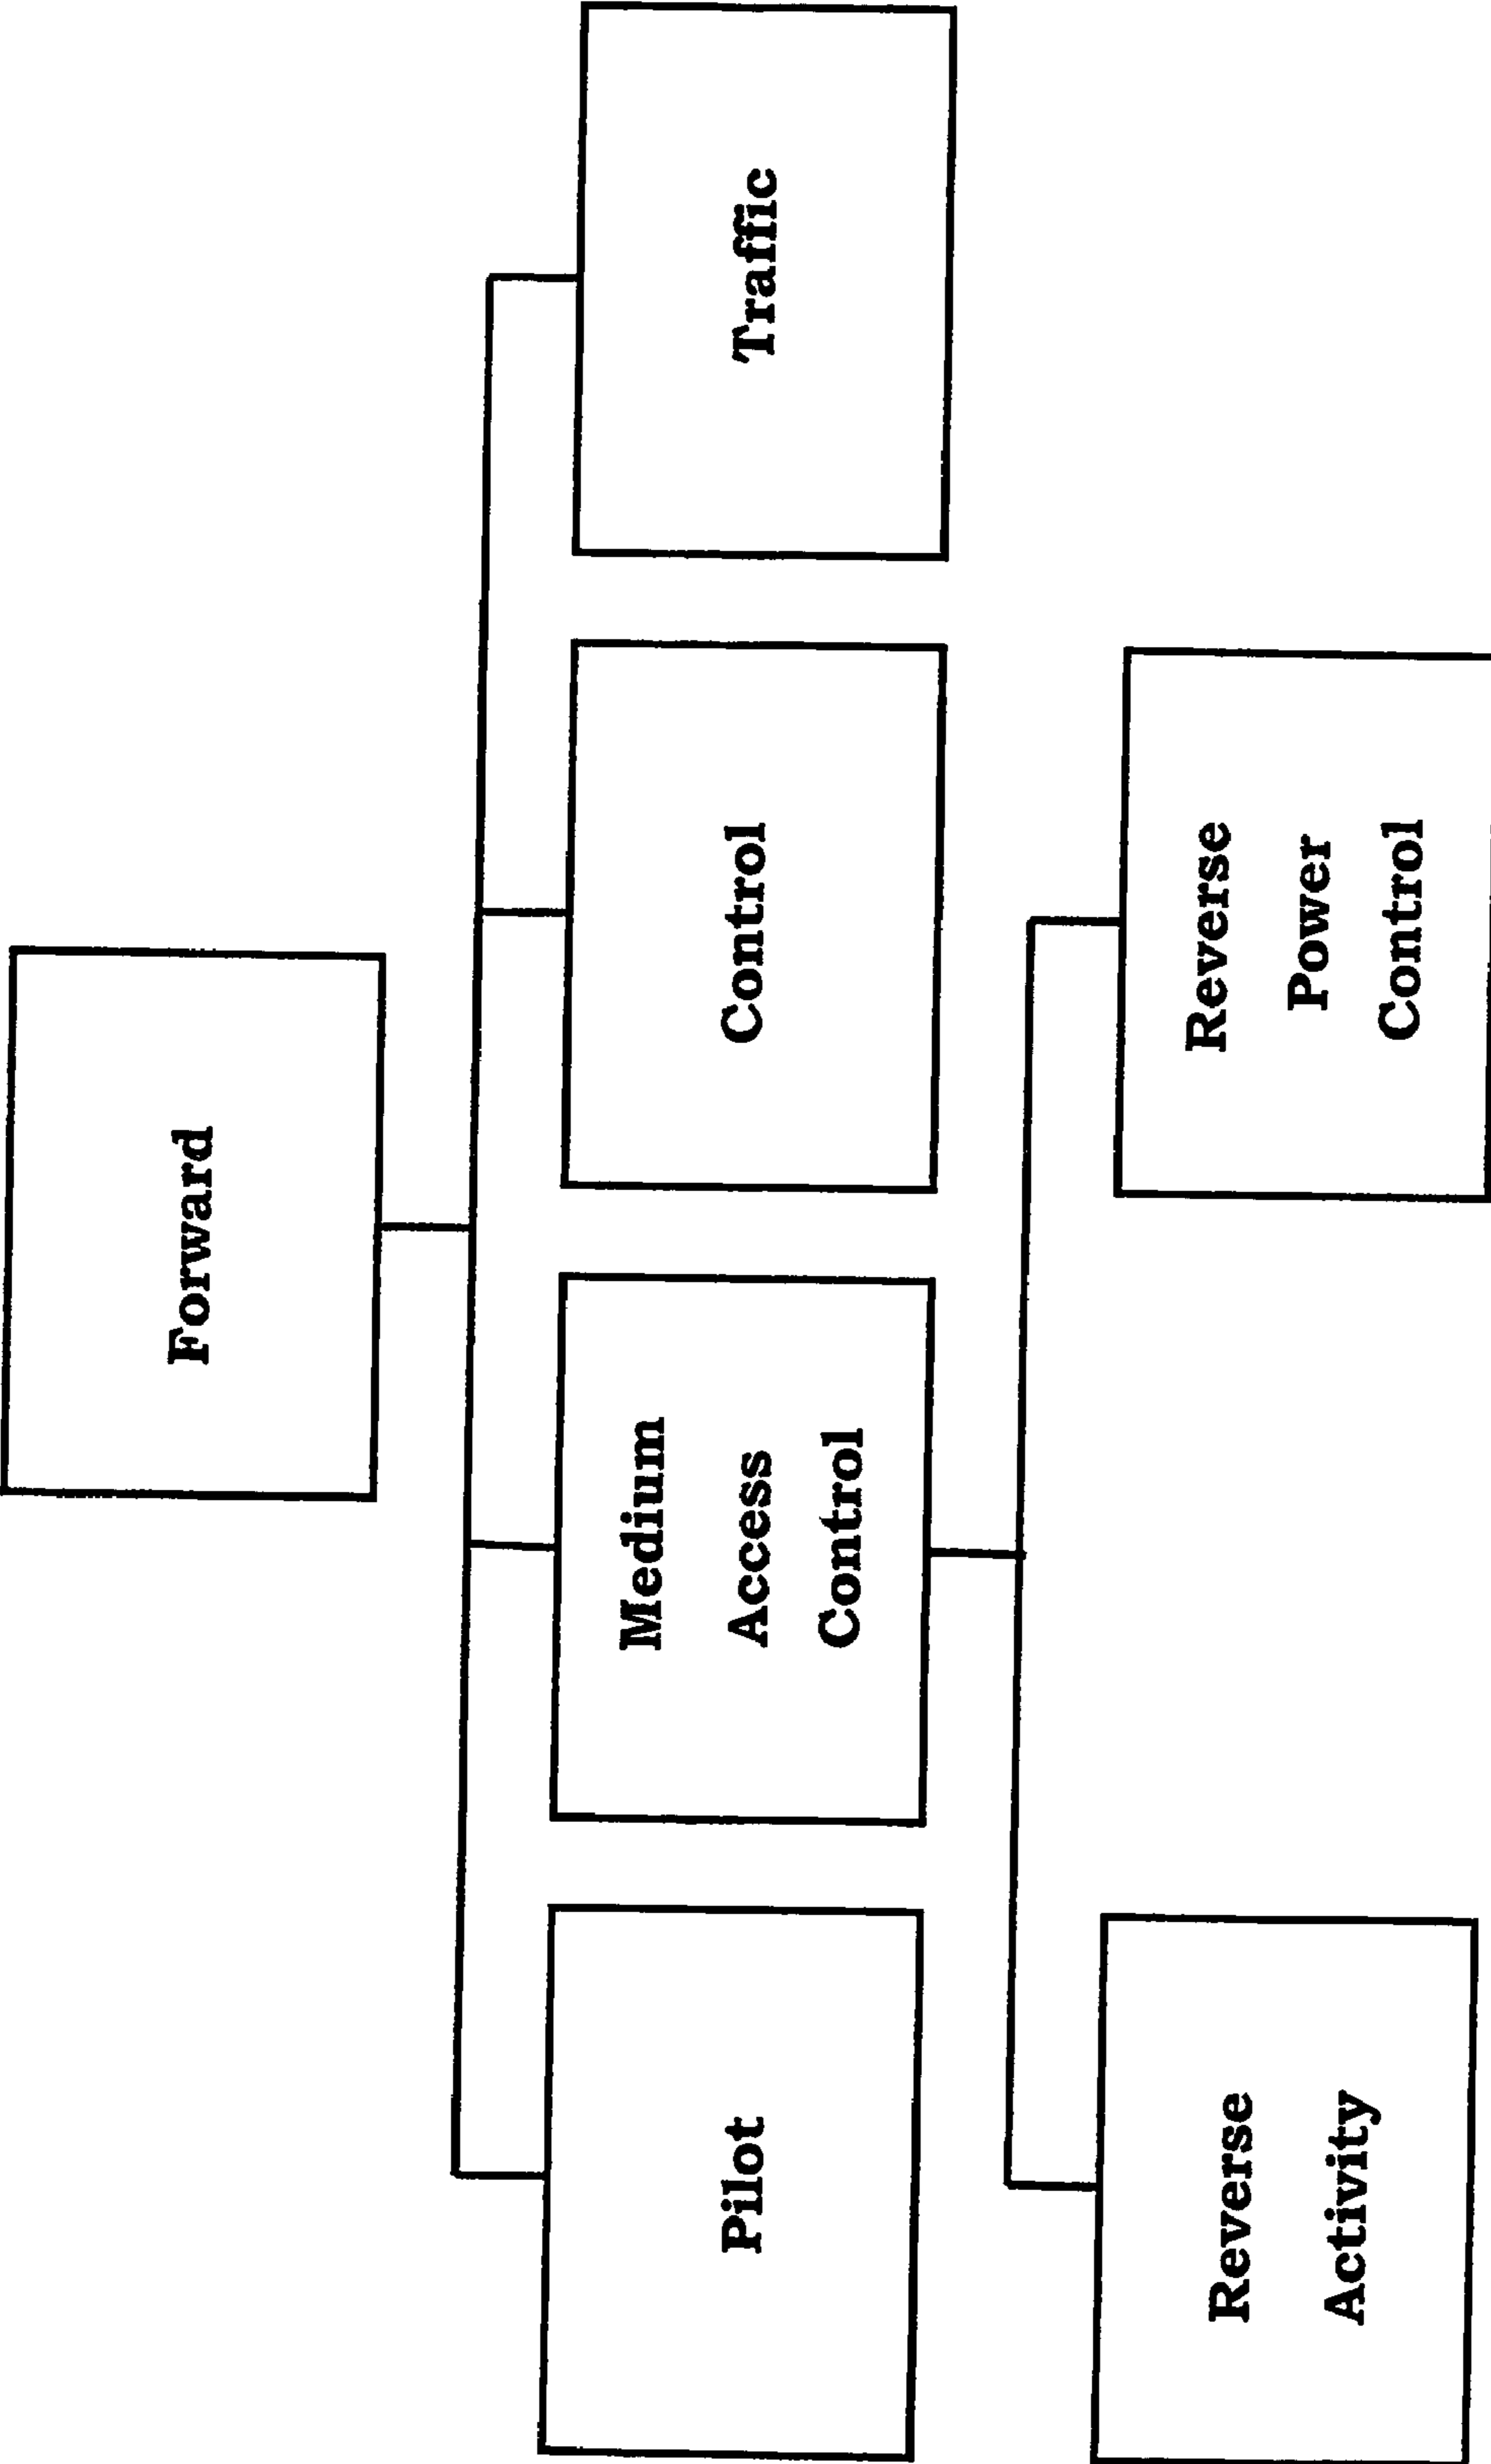 Forward
Pilot
Medium
Access
Control
Control
Traffic
Reverse
Activity
Reverse
Power
Control